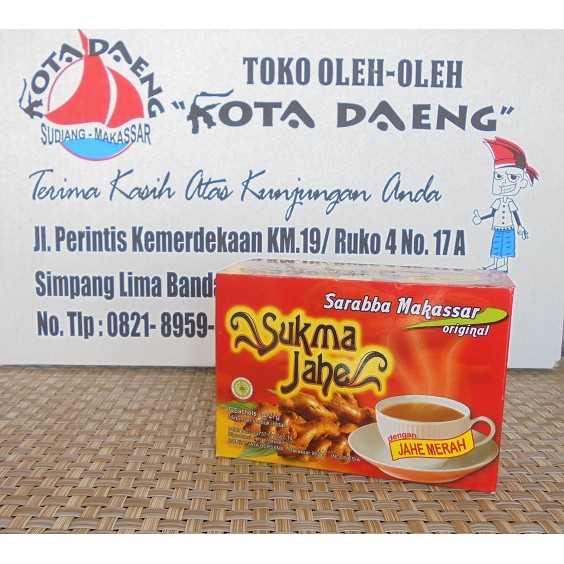 KOTA DAENG
SUDIANG - MAKASSAR
TOKO OLEH-OLEH
"KOTA DAENG"
Terima Kasih Atas Kunjungan Anda
Jl. Perintis Kemerdekaan KM.19/ Ruko 4 No. 17 A
Simpang Lima Banda
No. Tlp : 0821- 8959-
Sarabba Makassar
original
Sukma
Jahe
dengan
JAHE MERAH
INDONESIA